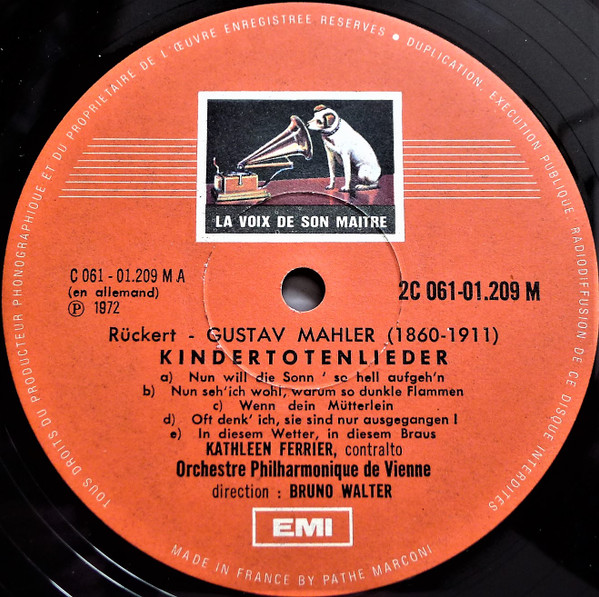 TOUS DROITS DU PRODUCTEUR PHONOGRAPHIQUE ET DU PROPRIETAIRE DE L'ŒUVRE ENREGISTREE RESERVES • DUPLICATION, EXECUTION PUBLIQUE, RADIODIFFUSION DE CE DISQUE INTERDITES
LA VOIX DE SON MAITRE
C 061 - 01.209 M A
(en allemand)
Ⓟ 1972
2C 061-01.209 M
Rückert - GUSTAV MAHLER (1860-1911)
KINDERTOTENLIEDER
a) Nun will die Sonn ' so hell aufgeh'n
b) Nun seh'ich wohl, warum so dunkle Flammen
c) Wenn dein Mütterlein
d) Oft denk' ich, sie sind nur ausgegangen !
e) In diesem Wetter, in diesem Braus
KATHLEEN FERRIER, contralto
Orchestre Philharmonique de Vienne
direction : BRUNO WALTER
EMI
MADE IN FRANCE BY PATHE MARCONI